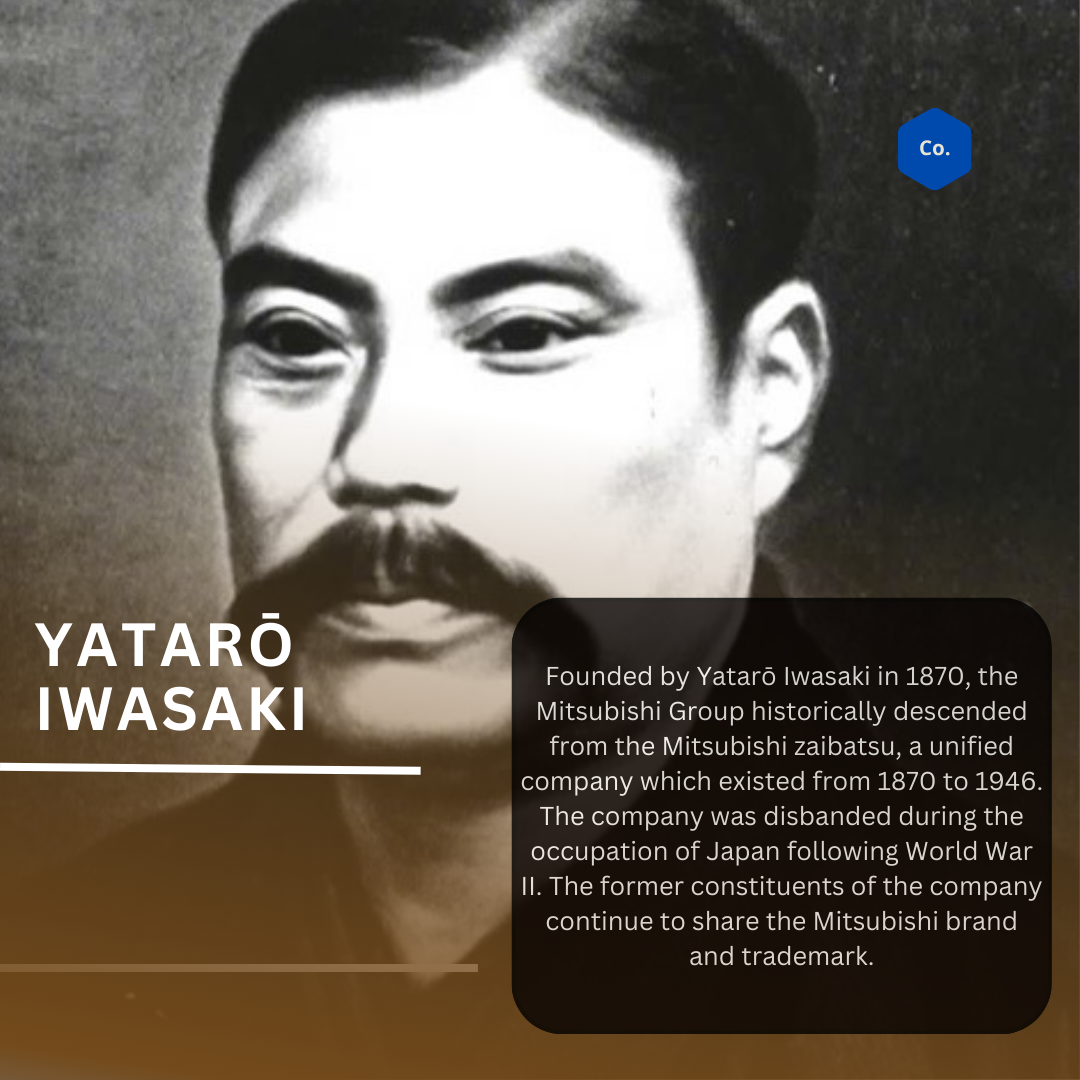 Co.
YATARŌ
IWASAKI
Founded by Yatarō Iwasaki in 1870, the
Mitsubishi Group historically descended
from the Mitsubishi zaibatsu, a unified
company which existed from 1870 to 1946.
The company was disbanded during the
occupation of Japan following World War
II. The former constituents of the company
continue to share the Mitsubishi brand
and trademark.